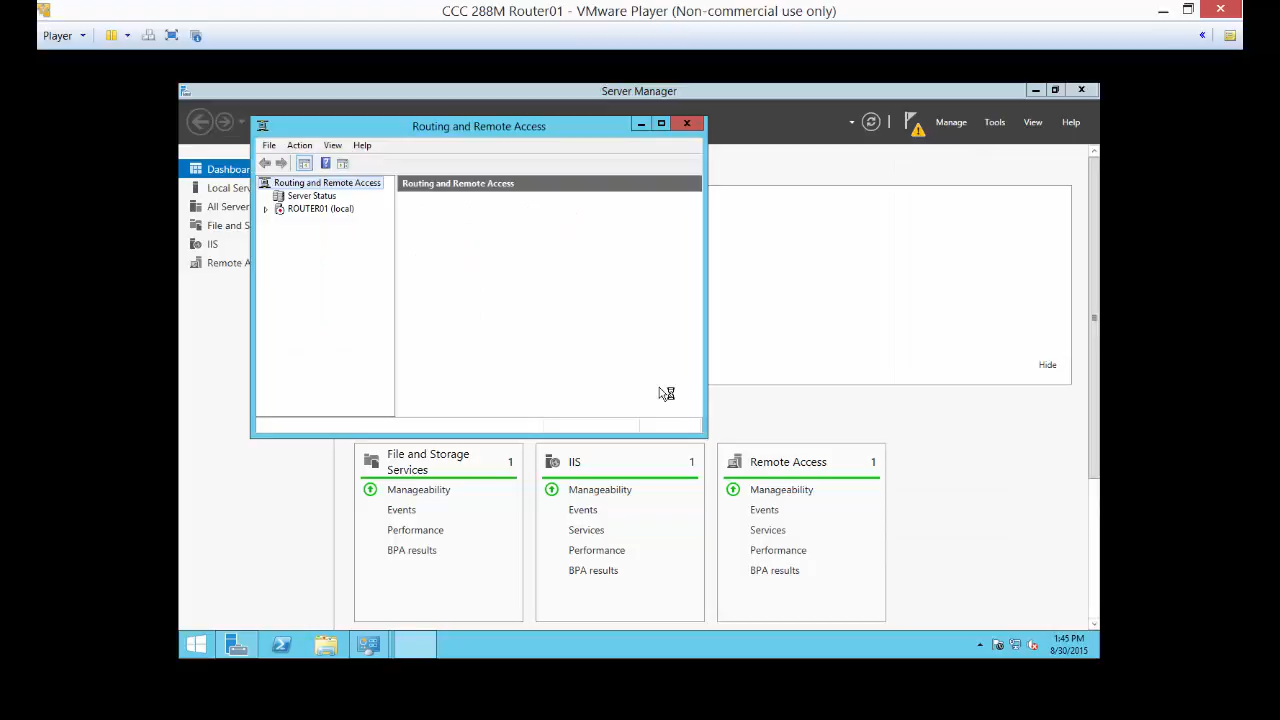 CCC 288M Router01 - VMware Player (Non-commercial use only)
Player
«
Server Manager
Manage Tools View Help
Routing and Remote Access
File Action View Help
Routing and Remote Access
Server Status
ROUTER01 (local)
Routing and Remote Access
Dashboar
Local Serv
All Server
File and S
IIS
Remote A
Hide
File and Storage
Services 1
Manageability
Events
Performance
BPA results
IIS 1
Manageability
Events
Services
Performance
BPA results
Remote Access 1
Manageability
Events
Services
Performance
BPA results
1:45 PM
8/30/2015